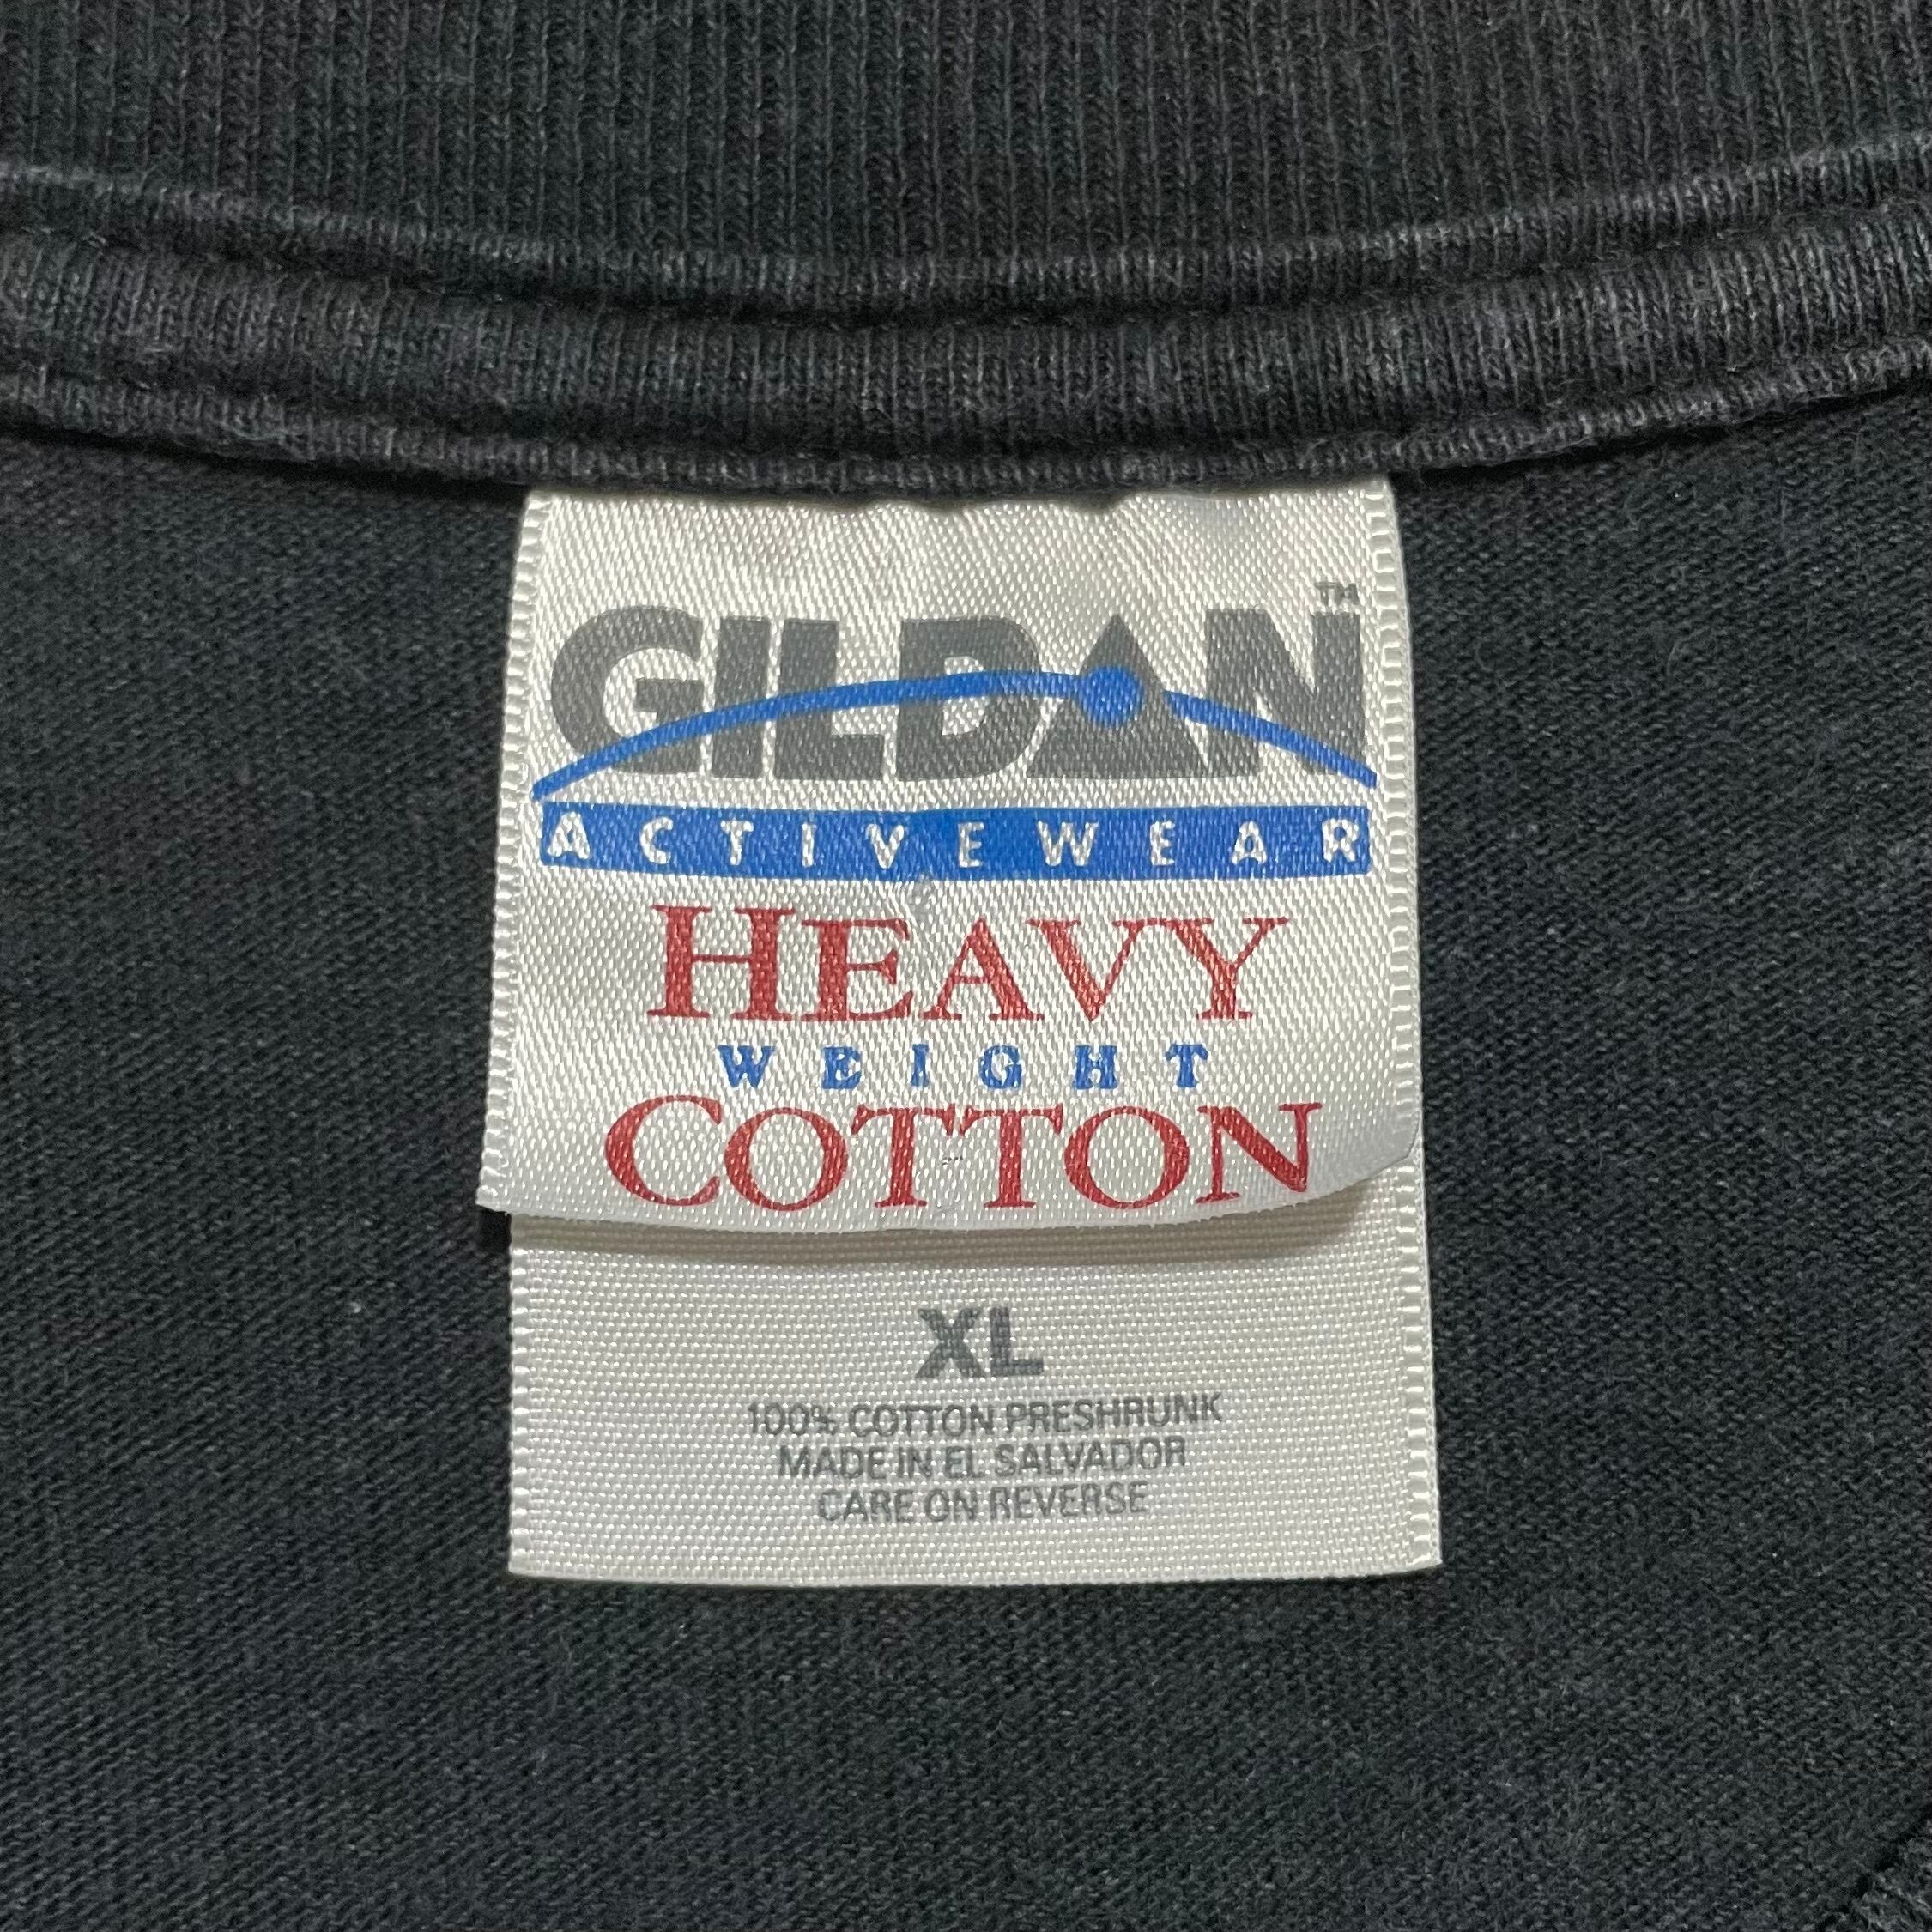 GILDAN™
ACTIVEWEAR
HEAVY
WEIGHT
COTTON
XL
100% COTTON PRESHRUNK
MADE IN EL SALVADOR
CARE ON REVERSE